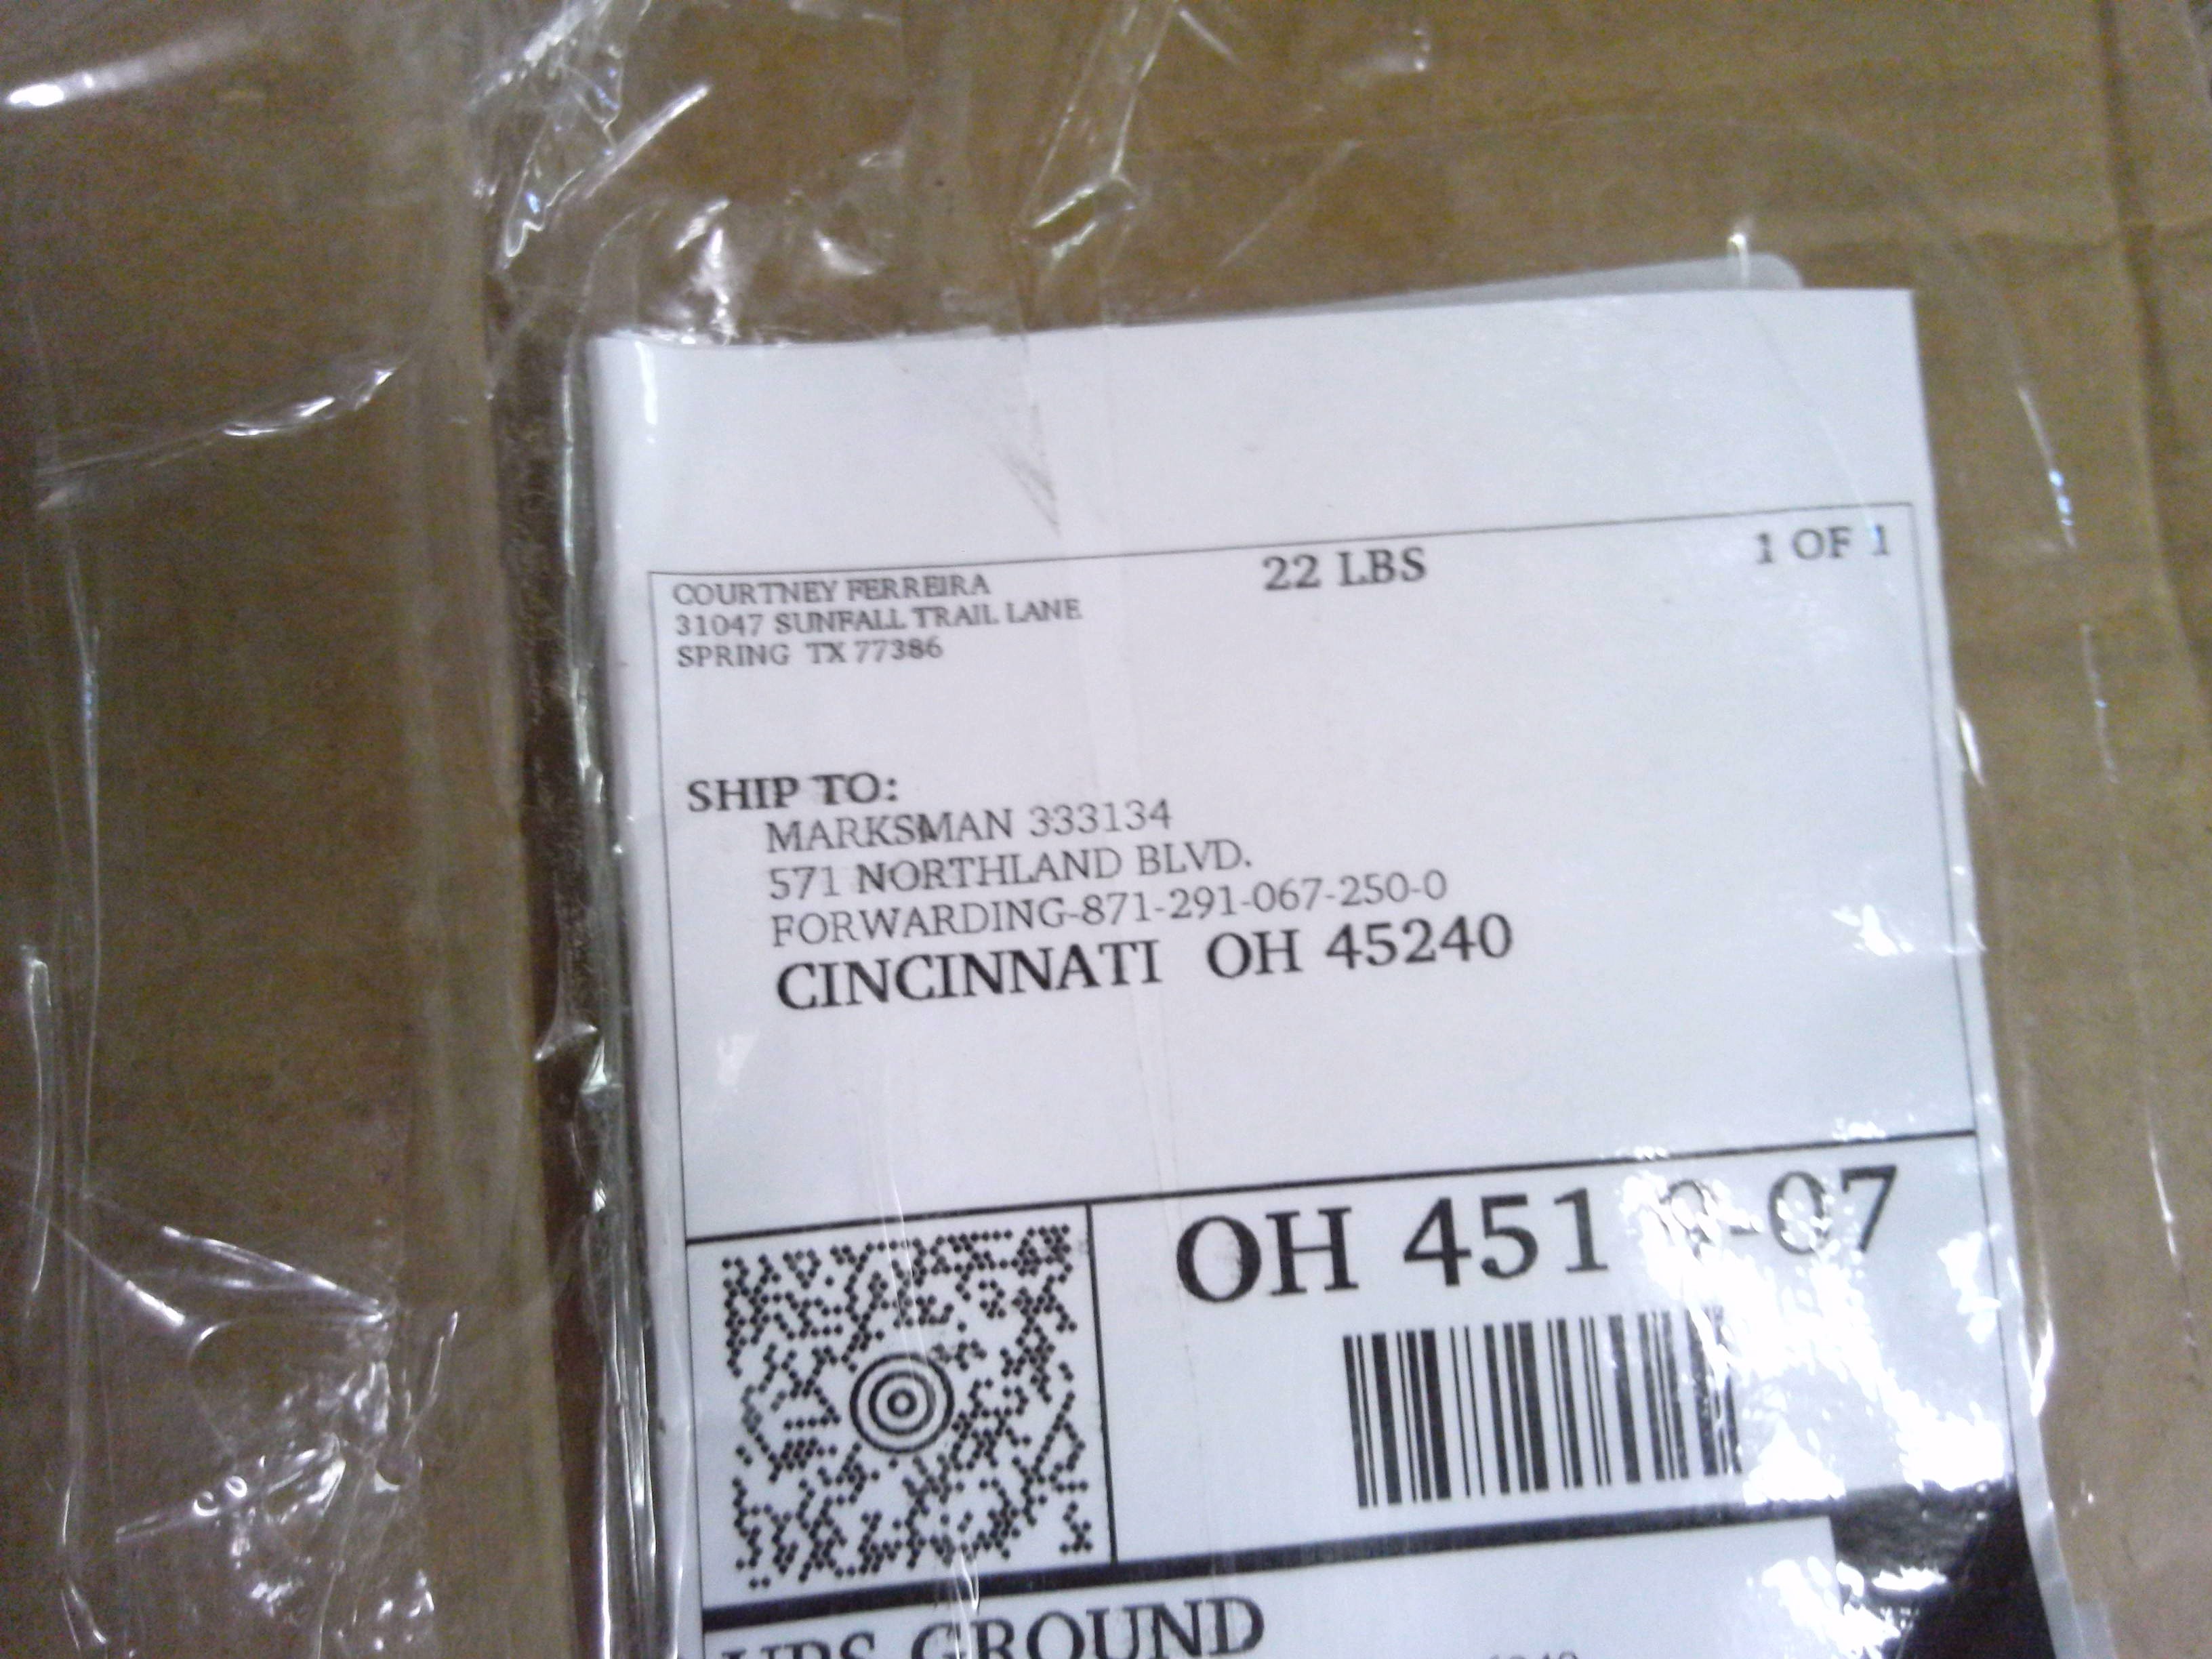 COURTNEY FERREIRA
31047 SUNFALL TRAIL LANE
SPRING TX 77386
22 LBS
1 OF 1
SHIP TO:
MARKSMAN 333134
571 NORTHLAND BLVD.
FORWARDING-871-291-067-250-0
CINCINNATI OH 45240
OH
UPS GROUND